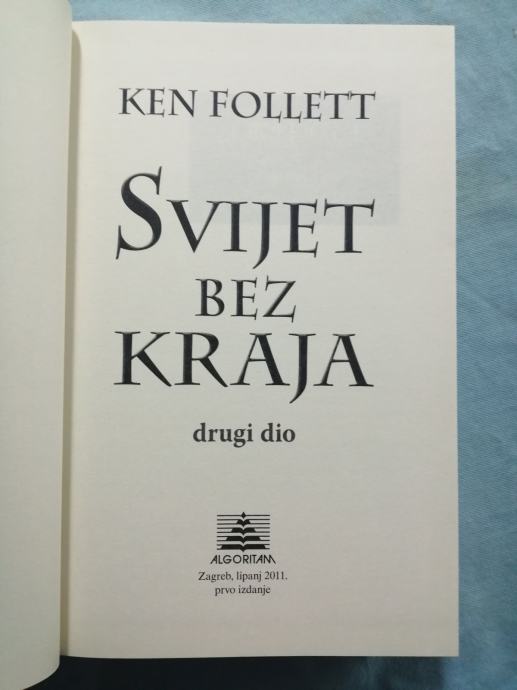 KEN FOLLETT
SVIJET
BEZ
KRAJA
drugi dio
ALGORITAM
Zagreb, lipanj 2011.
prvo izdanje